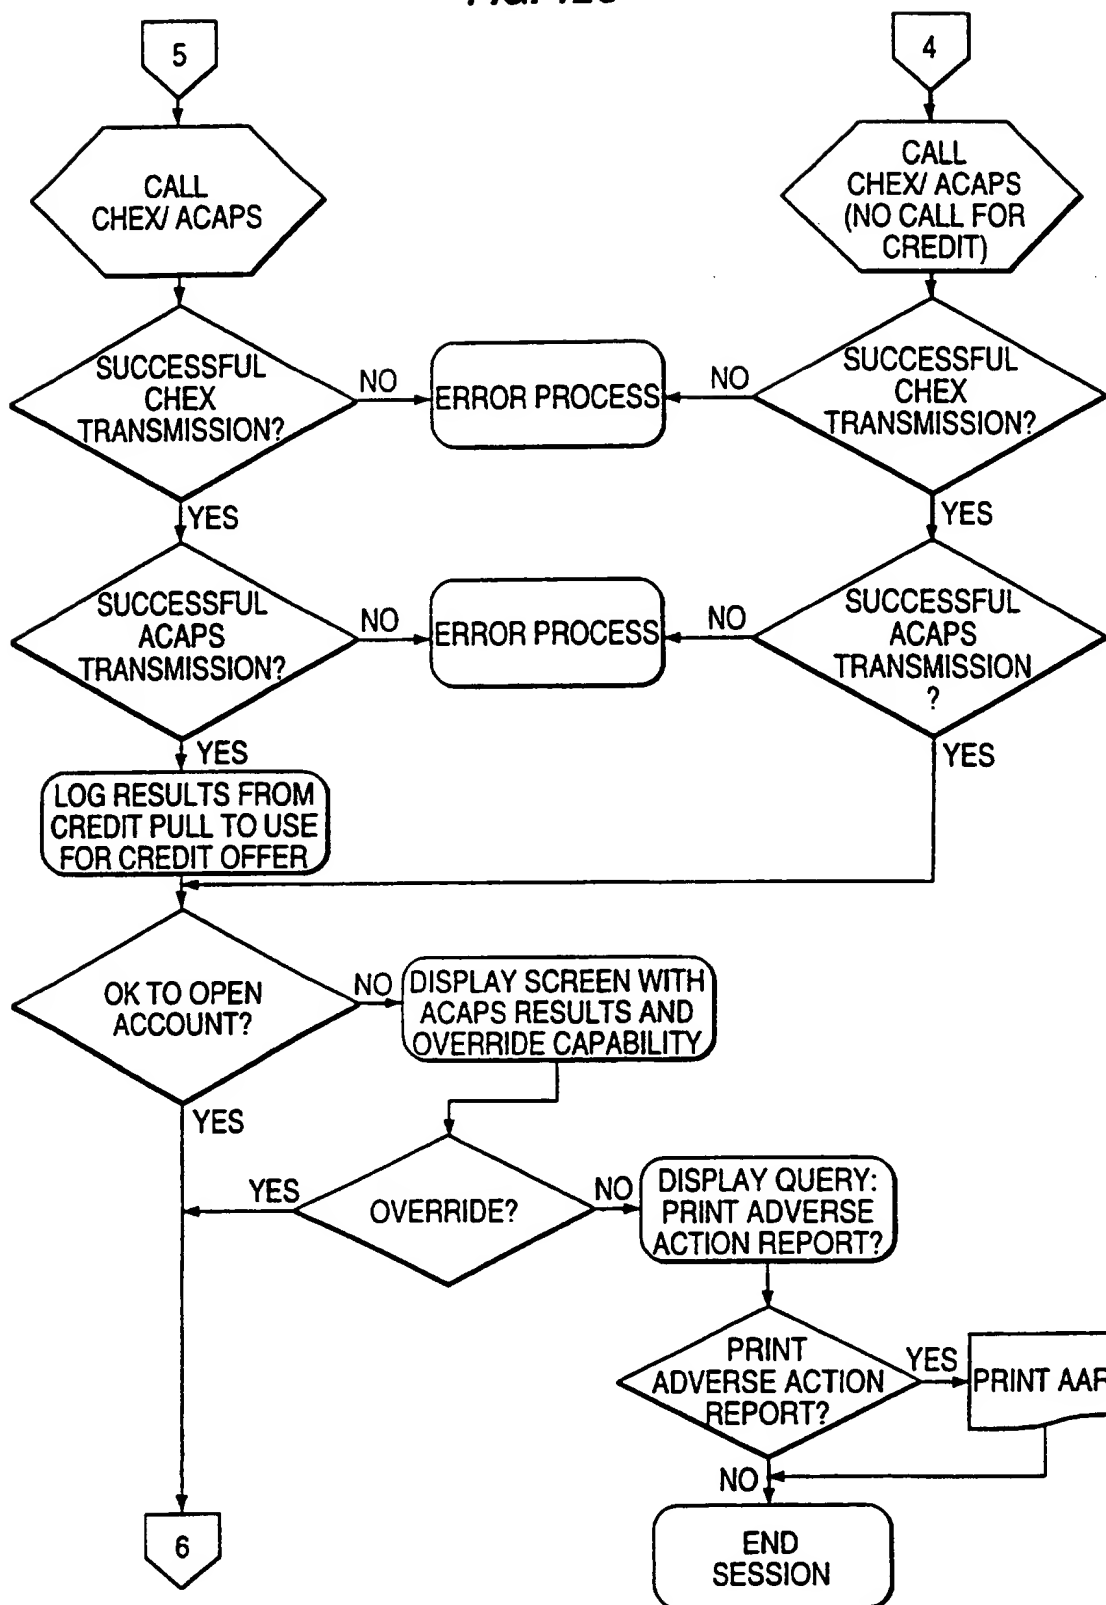 5
4
CALL
CHEX/ ACAPS
CALL
CHEX/ ACAPS
(NO CALL FOR
CREDIT)
SUCCESSFUL
CHEX
TRANSMISSION?
NO
ERROR PROCESS
NO
SUCCESSFUL
CHEX
TRANSMISSION?
YES
YES
SUCCESSFUL
ACAPS
TRANSMISSION?
NO
ERROR PROCESS
NO
SUCCESSFUL
ACAPS
TRANSMISSION
?
YES
YES
LOG RESULTS FROM
CREDIT PULL TO USE
FOR CREDIT OFFER
OK TO OPEN
ACCOUNT?
NO
DISPLAY SCREEN WITH
ACAPS RESULTS AND
OVERRIDE CAPABILITY
YES
YES
OVERRIDE?
NO
DISPLAY QUERY:
PRINT ADVERSE
ACTION REPORT?
PRINT
ADVERSE ACTION
REPORT?
YES
PRINT AAR
NO
6
END
SESSION